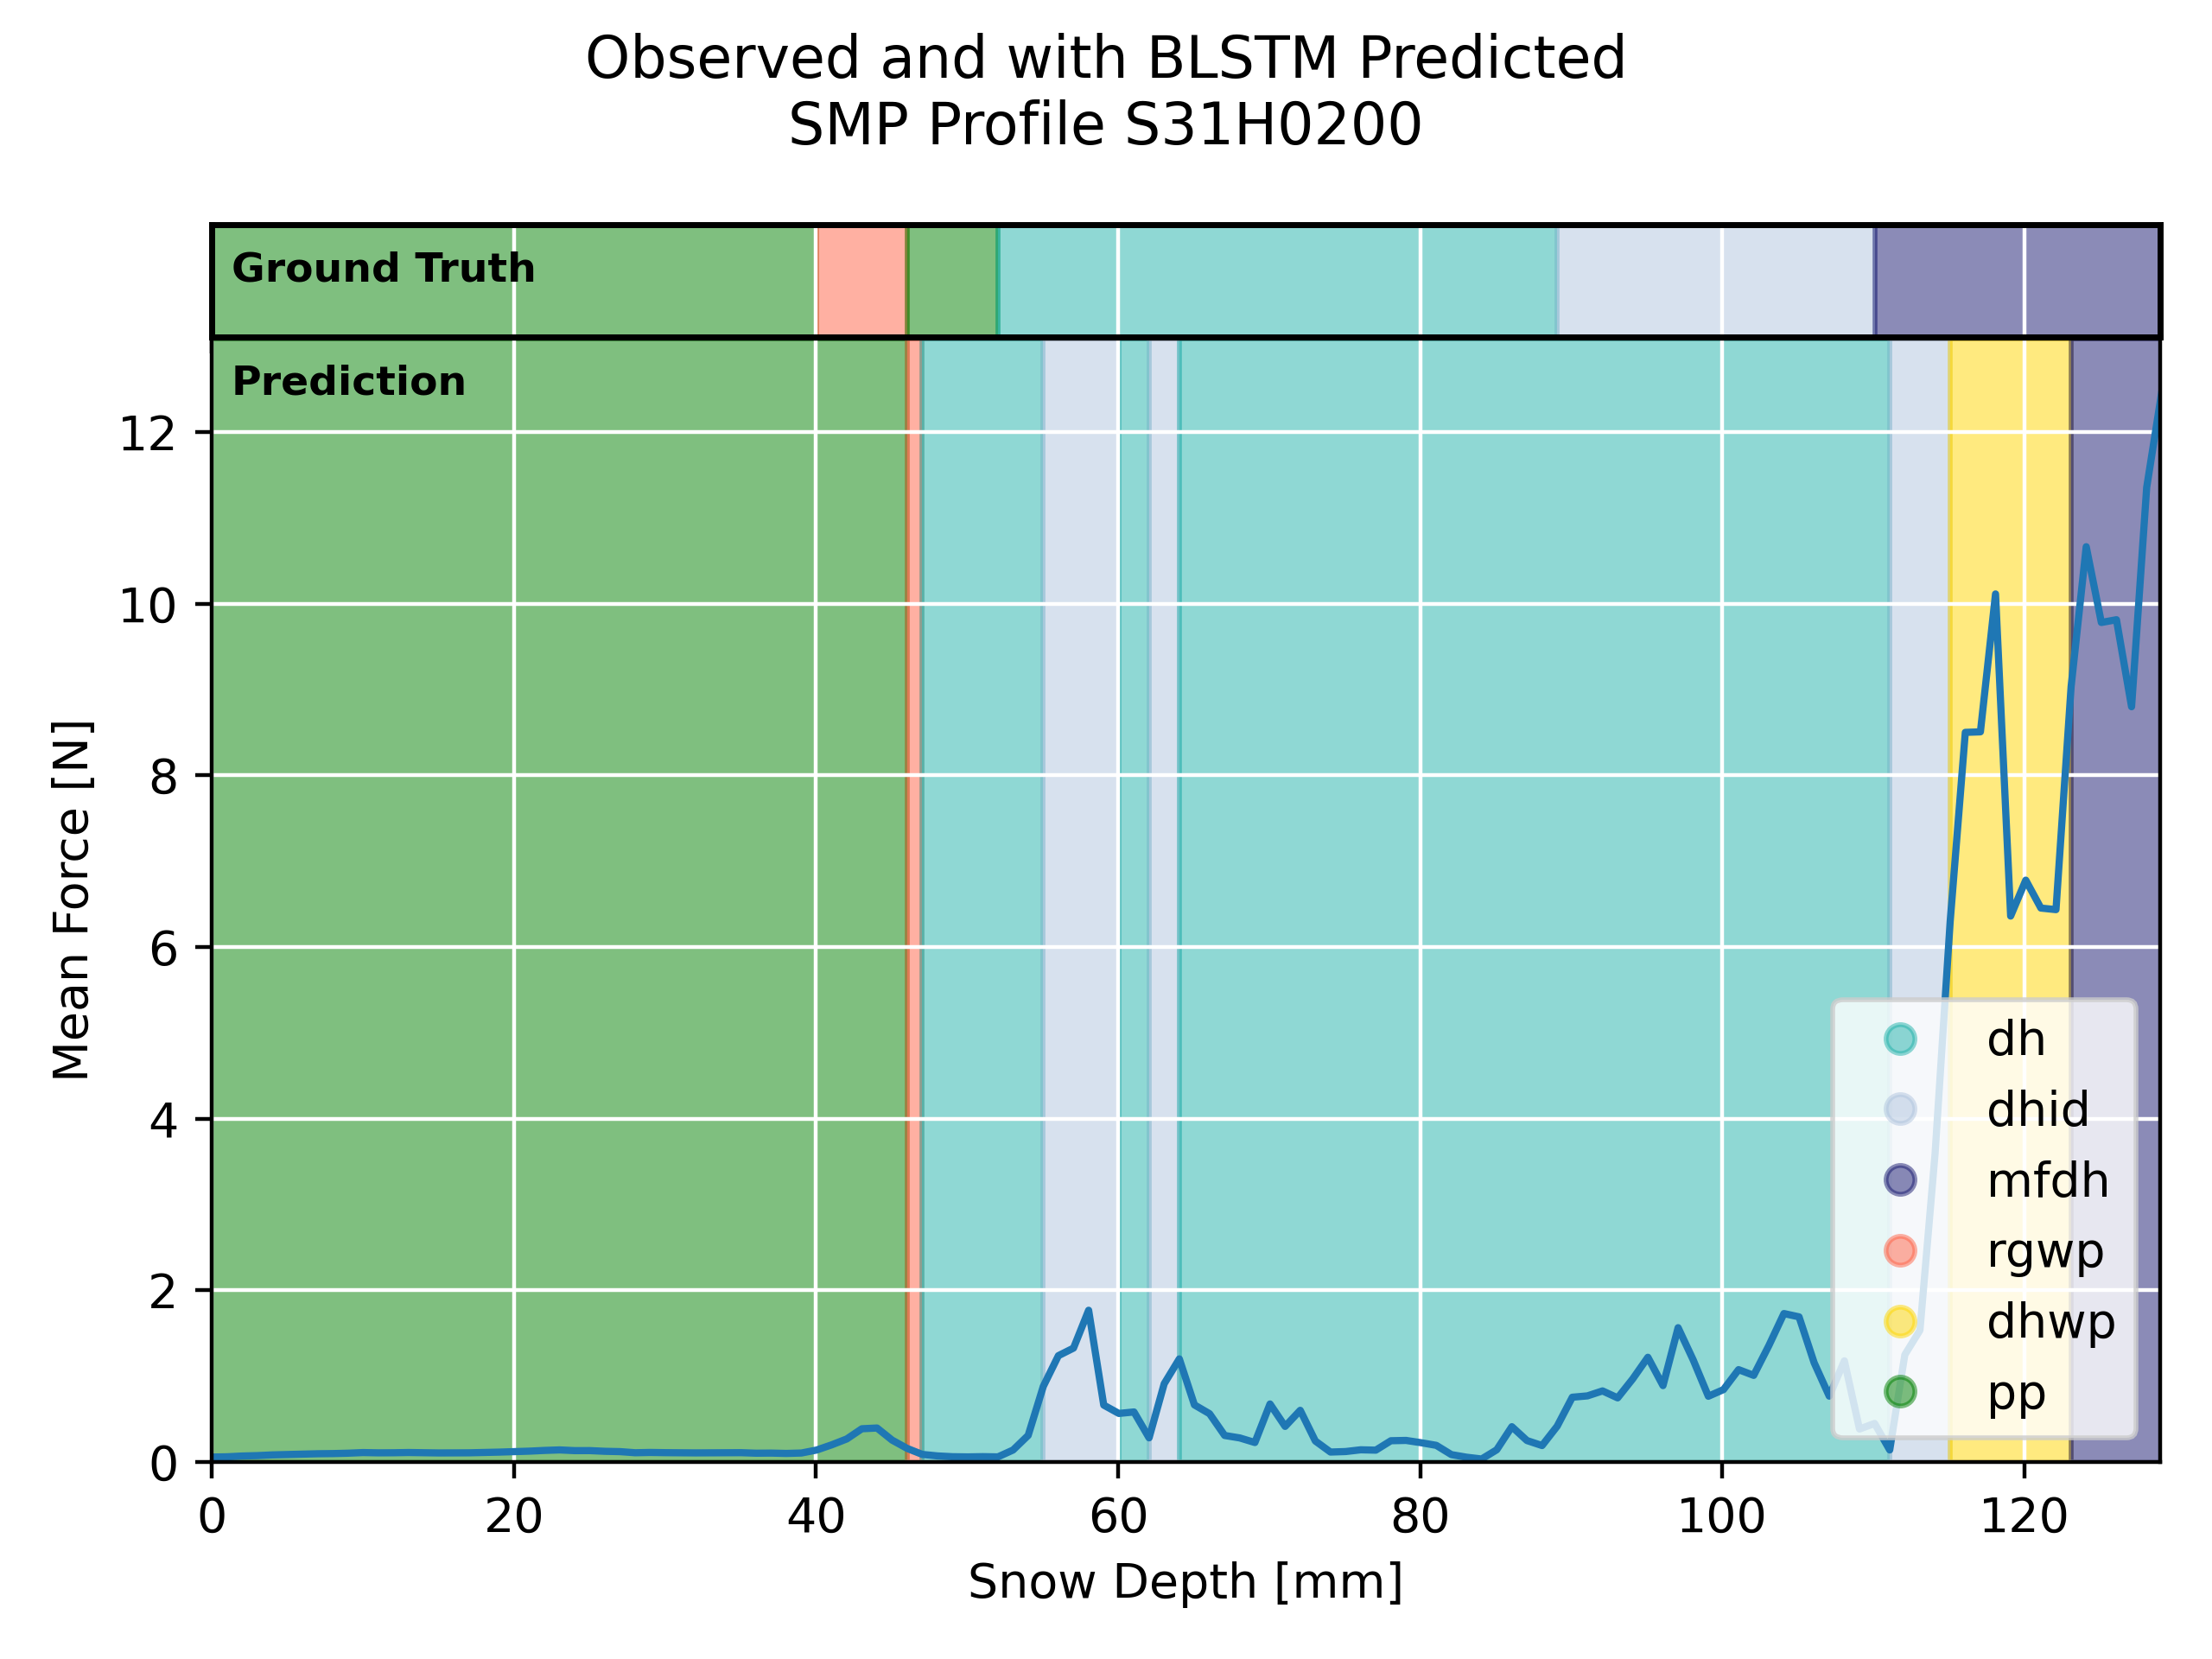 Observed and with BLSTM Predicted
SMP Profile S31H0200
Ground Truth
Prediction
12
10
8
6
4
2
0
Mean Force [N]
dh
dhid
mfdh
rgwp
dhwp
pp
0 20 40 60 80 100 120
Snow Depth [mm]